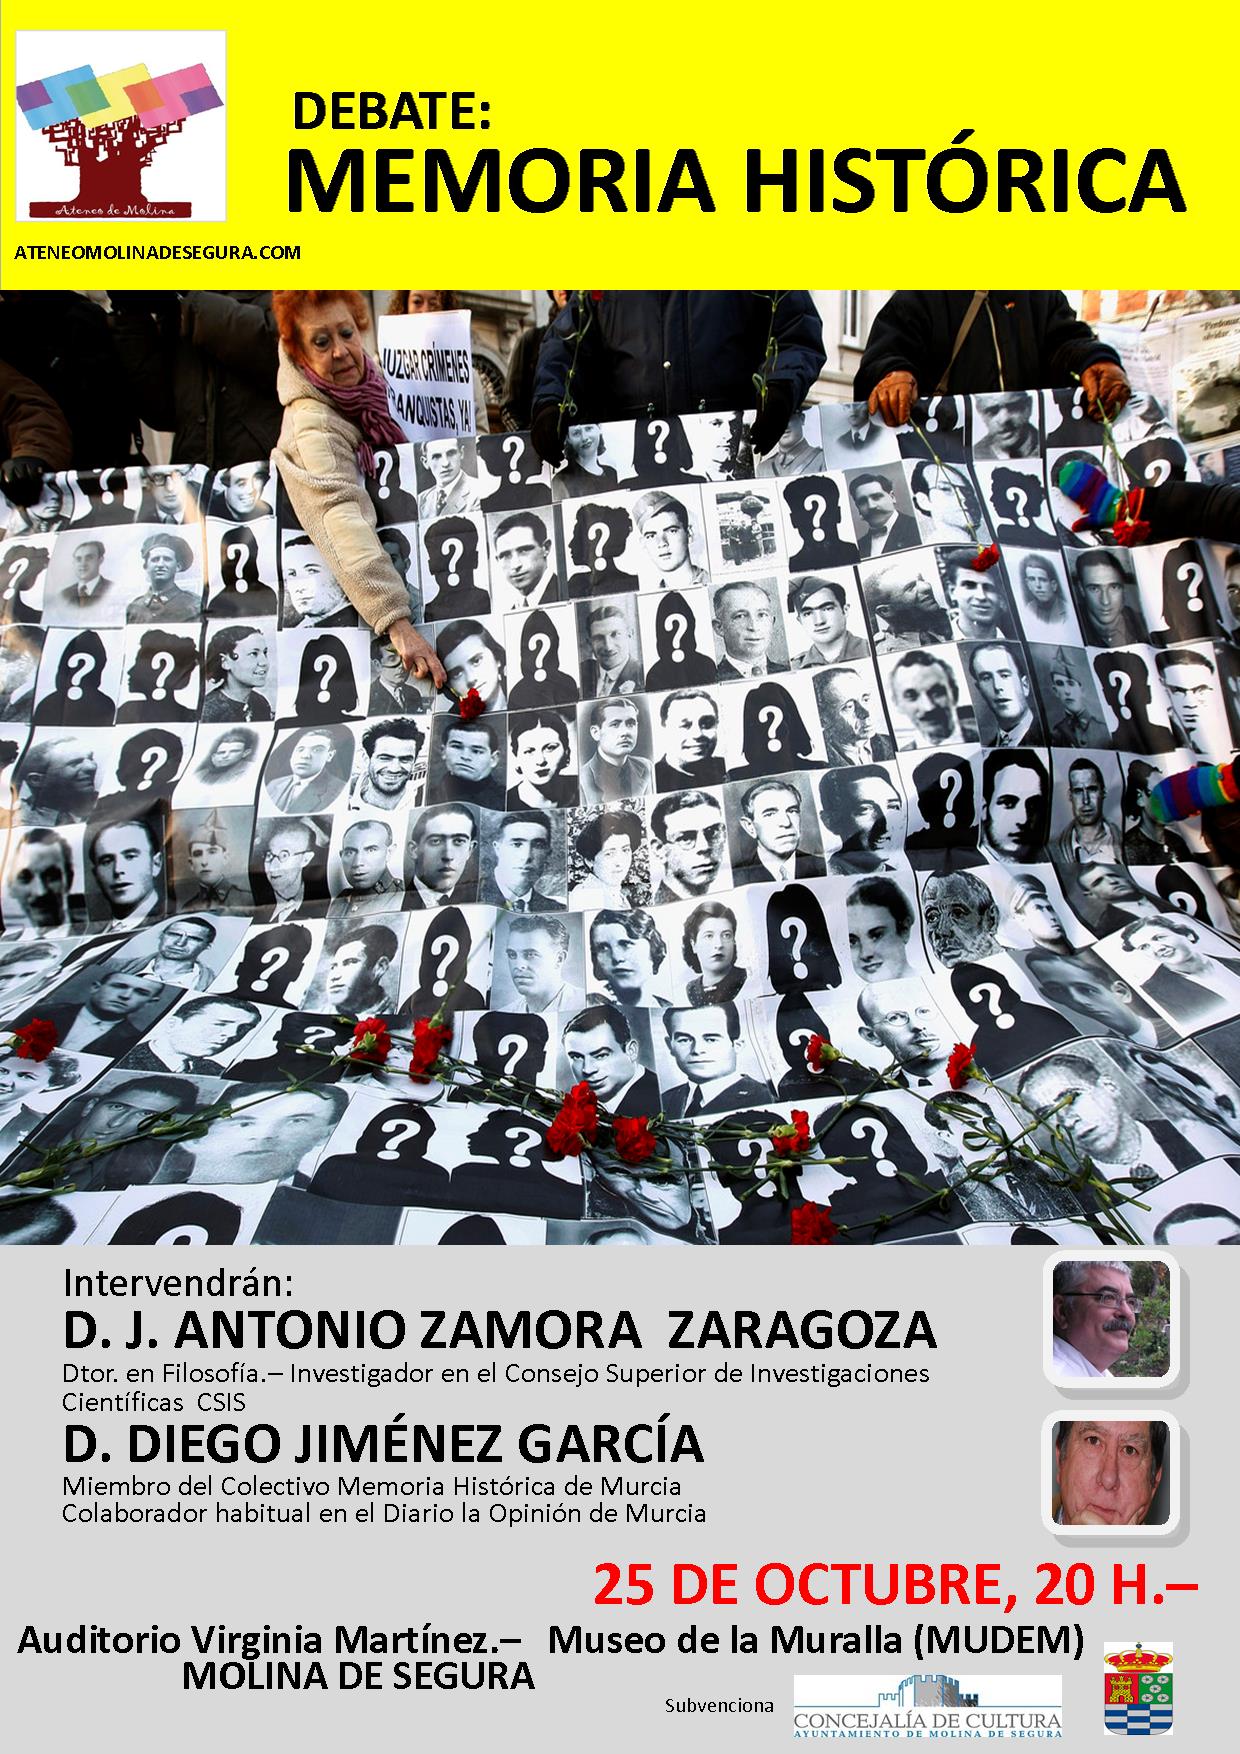 DEBATE:
MEMORIA HISTÓRICA
Ateneo de Molina
ATENEOMOLINADESEGURA.COM
JUZGAR CRÍMENES
FRANQUISTAS, YA!
?
Intervendrán:
D. J. ANTONIO ZAMORA ZARAGOZA
Dtor. en Filosofía.– Investigador en el Consejo Superior de Investigaciones
Científicas CSIS
D. DIEGO JIMÉNEZ GARCÍA
Miembro del Colectivo Memoria Histórica de Murcia
Colaborador habitual en el Diario la Opinión de Murcia
25 DE OCTUBRE, 20 H.–
Auditorio Virginia Martínez.– Museo de la Muralla (MUDEM)
MOLINA DE SEGURA
Subvenciona
CONCEJALÍA DE CULTURA
AYUNTAMIENTO DE MOLINA DE SEGURA